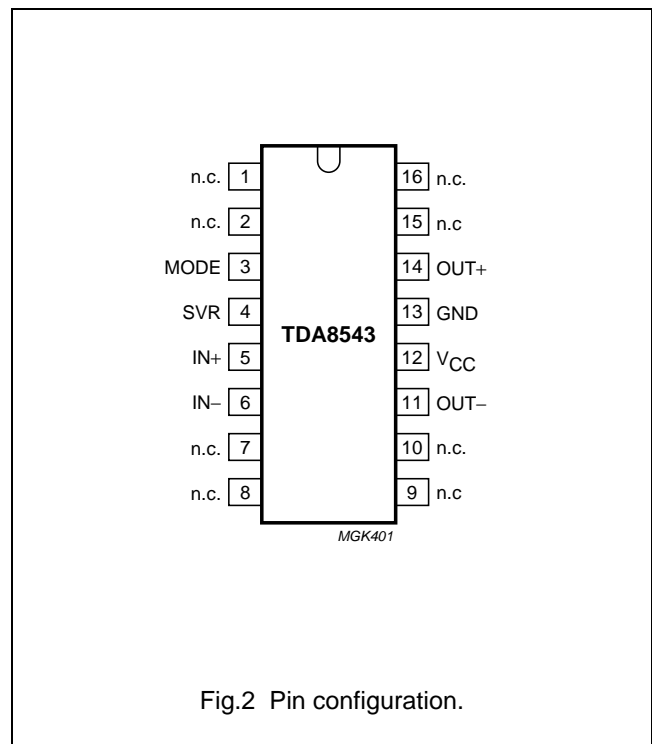 n.c. 1 16 n.c.
n.c. 2 15 n.c
MODE 3 14 OUT+
SVR 4 13 GND
TDA8543
IN+ 5 12 VCC
IN− 6 11 OUT−
n.c. 7 10 n.c.
n.c. 8 9 n.c
MGK401
Fig.2 Pin configuration.